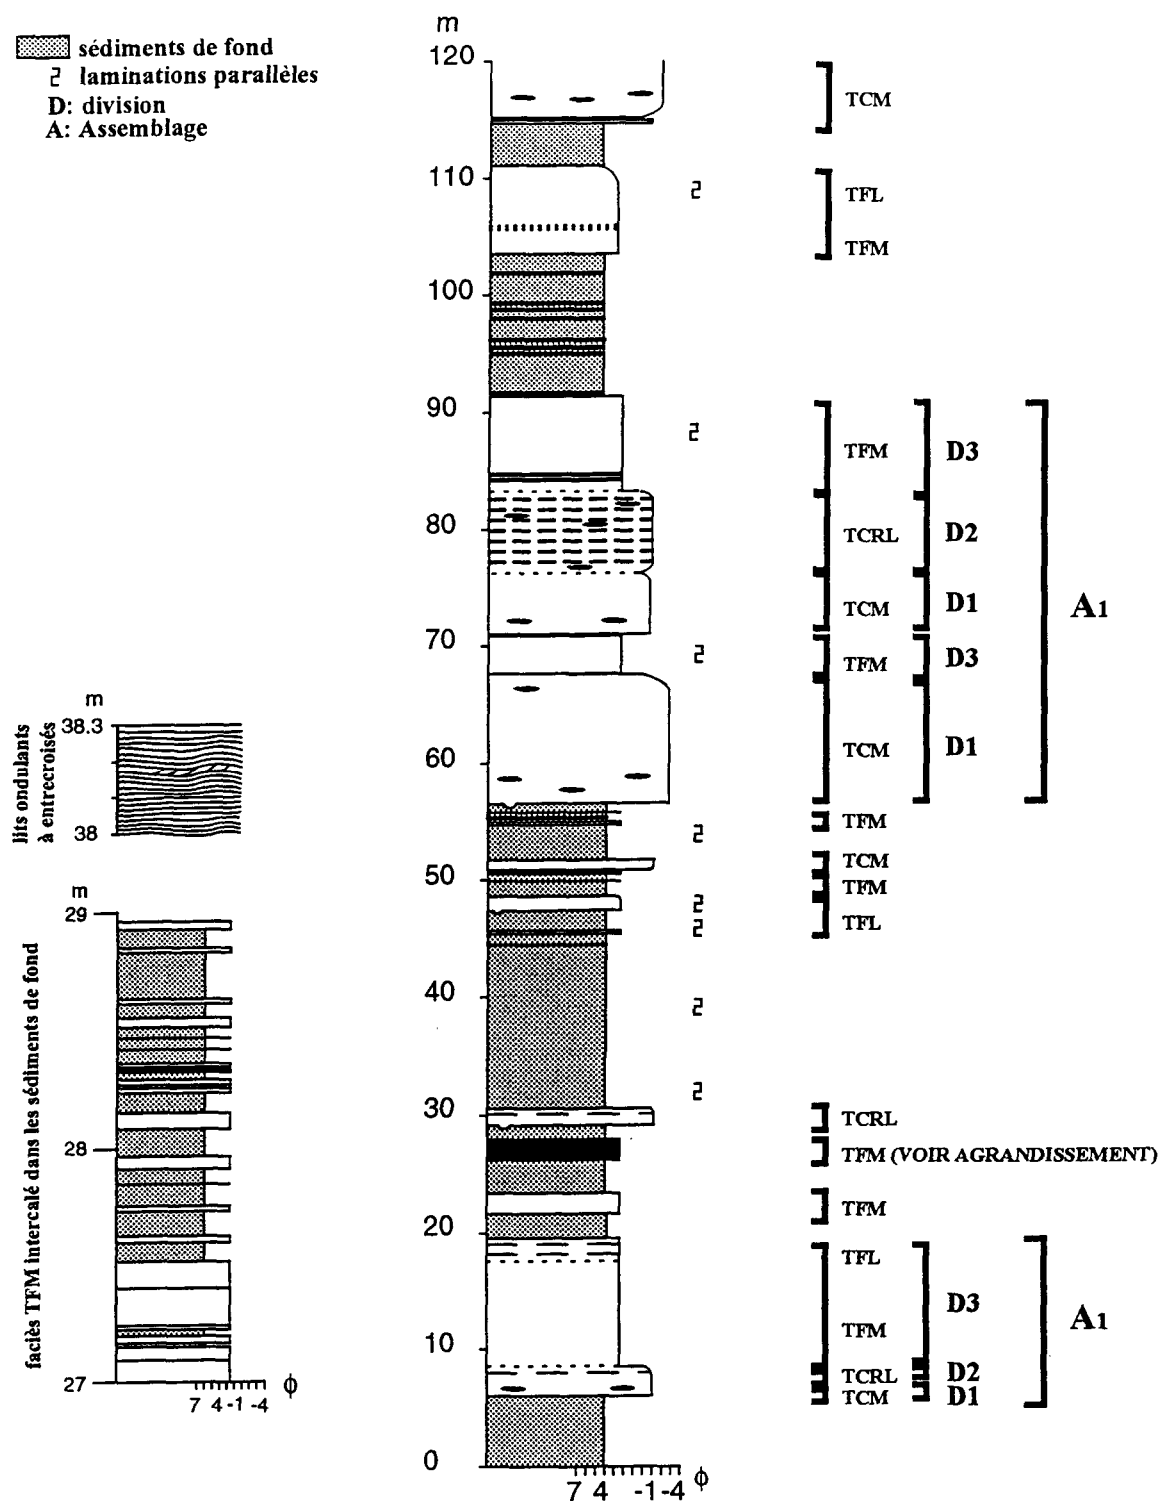 sédiments de fond
laminations parallèles
D: division
A: Assemblage
m
120
110
100
90
80
70
60
50
40
30
20
10
0
7 4 -1 -4 ϕ
TCM
TFL
TFM
TFM D3
TCRL D2
TCM D1
TFM D3
TCM D1
A1
TFM
TCM
TFM
TFL
TCRL
TFM (VOIR AGRANDISSEMENT)
TFM
TFL
D3
TFM
TCRL D2
TCM D1
A1
m
38.3
38
lits ondulants
à entrecroisés
m
29
28
27
7 4 -1 -4 ϕ
faciès TFM intercalé dans les sédiments de fond